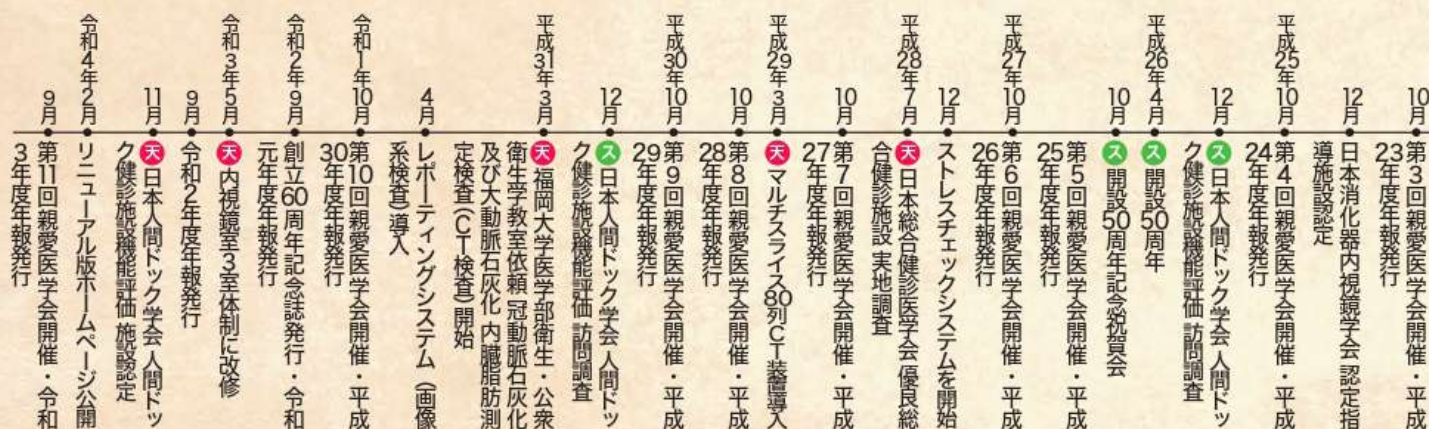 10月
第3回親愛医学会開催・平成
23年度年報発行
12月
日本消化器内視鏡学会 認定指
導施設認定
平成25年10月
第4回親愛医学会開催・平成
24年度年報発行
12月
ス 日本人間ドック学会 人間ドッ
ク健診施設機能評価 訪問調査
平成26年4月
ス 開設50周年
10月
ス 開設50周年記念祝賀会
第5回親愛医学会開催・平成
25年度年報発行
平成27年10月
第6回親愛医学会開催・平成
26年度年報発行
12月
ストレスチェックシステムを開始
平成28年7月
天 日本総合健診医学会 優良総
合健診施設 実地調査
10月
第7回親愛医学会開催・平成
27年度年報発行
平成29年3月
天 マルチスライス80列CT装置導入
10月
第8回親愛医学会開催・平成
28年度年報発行
平成30年10月
第9回親愛医学会開催・平成
29年度年報発行
12月
ス 日本人間ドック学会 人間ドッ
ク健診施設機能評価 訪問調査
平成31年3月
天 福岡大学医学部衛生・公衆
衛生学教室依頼 冠動脈石灰化
及び大動脈石灰化 内臓脂肪測
定検査(CT検査)開始
4月
レポーティングシステム(画像
系検査)導入
令和1年10月
第10回親愛医学会開催・平成
30年度年報発行
令和2年9月
創立60周年記念誌発行・令和
元年度年報発行
令和3年5月
天 内視鏡室3室体制に改修
9月
令和2年度年報発行
11月
天 日本人間ドック学会 人間ドッ
ク健診施設機能評価 施設認定
令和4年2月
リニューアル版ホームページ公開
9月
第11回親愛医学会開催・令和
3年度年報発行